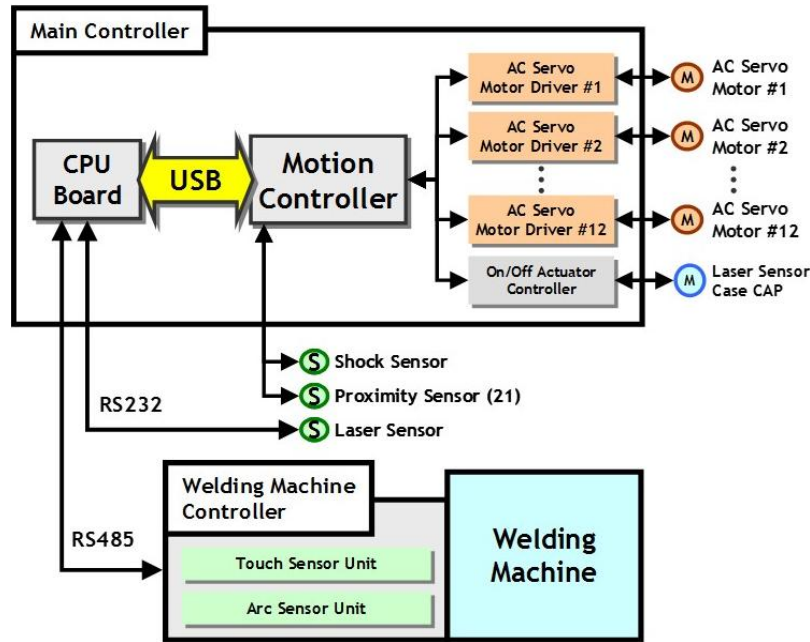 Main Controller
AC Servo
Motor Driver #1
M
AC Servo
Motor #1
AC Servo
Motor Driver #2
M
AC Servo
Motor #2
CPU
Board
USB
Motion
Controller
AC Servo
Motor Driver #12
M
AC Servo
Motor #12
On/Off Actuator
Controller
M
Laser Sensor
Case CAP
S Shock Sensor
S Proximity Sensor (21)
RS232
S Laser Sensor
Welding Machine
Controller
RS485
Touch Sensor Unit
Arc Sensor Unit
Welding
Machine